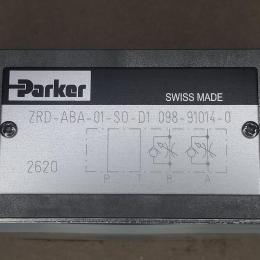 Parker
SWISS MADE
ZRD-ABA-01-S0-D1 098-91014-0
2620
P T B A